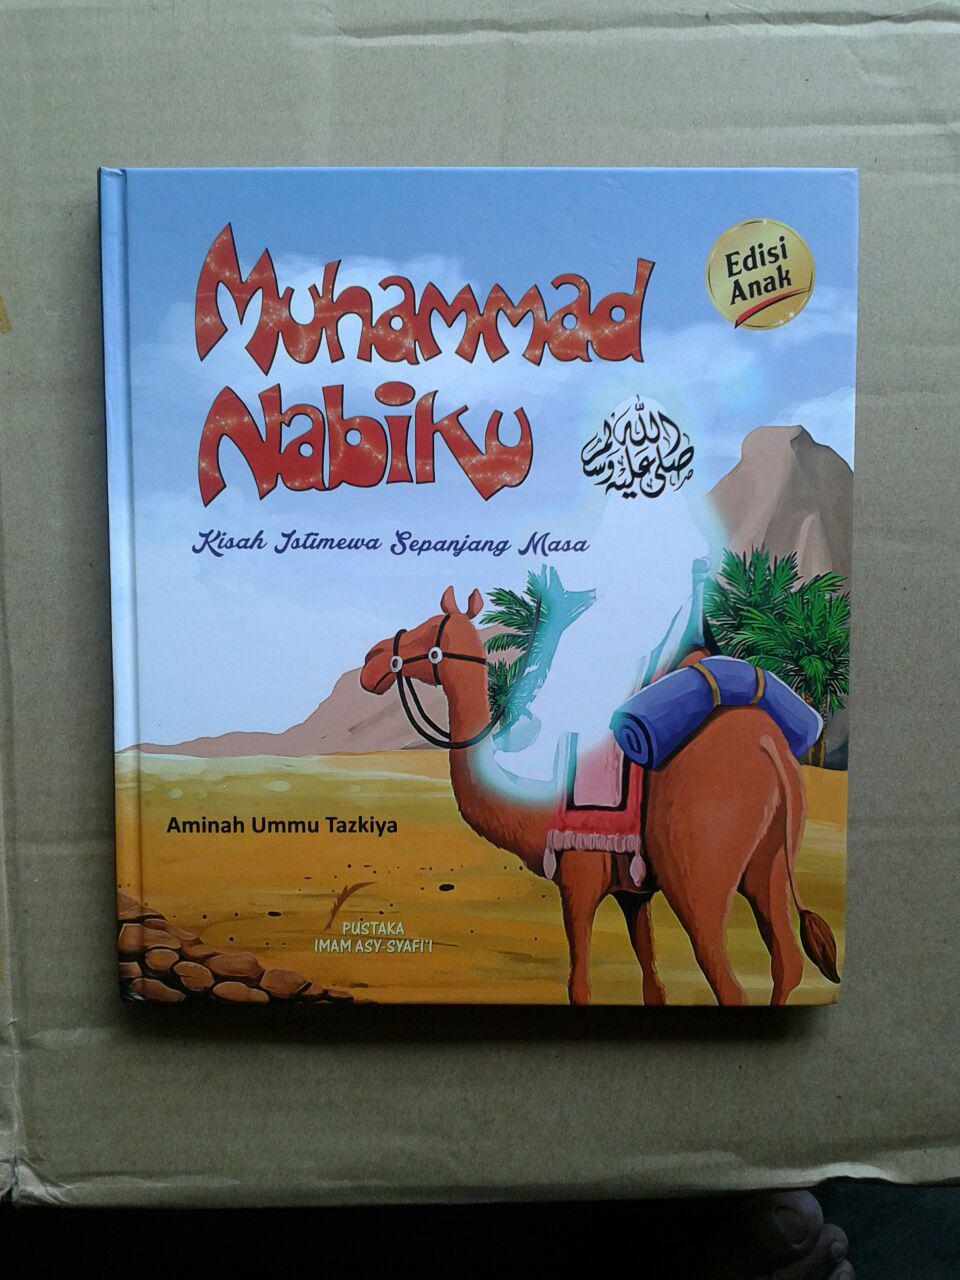 Edisi
Anak
Muhammad
Nabiku
صلى الله عليه وسلم
Kisah Istimewa Sepanjang Masa
Aminah Ummu Tazkiya
PUSTAKA
IMAM ASY-SYAFI'I